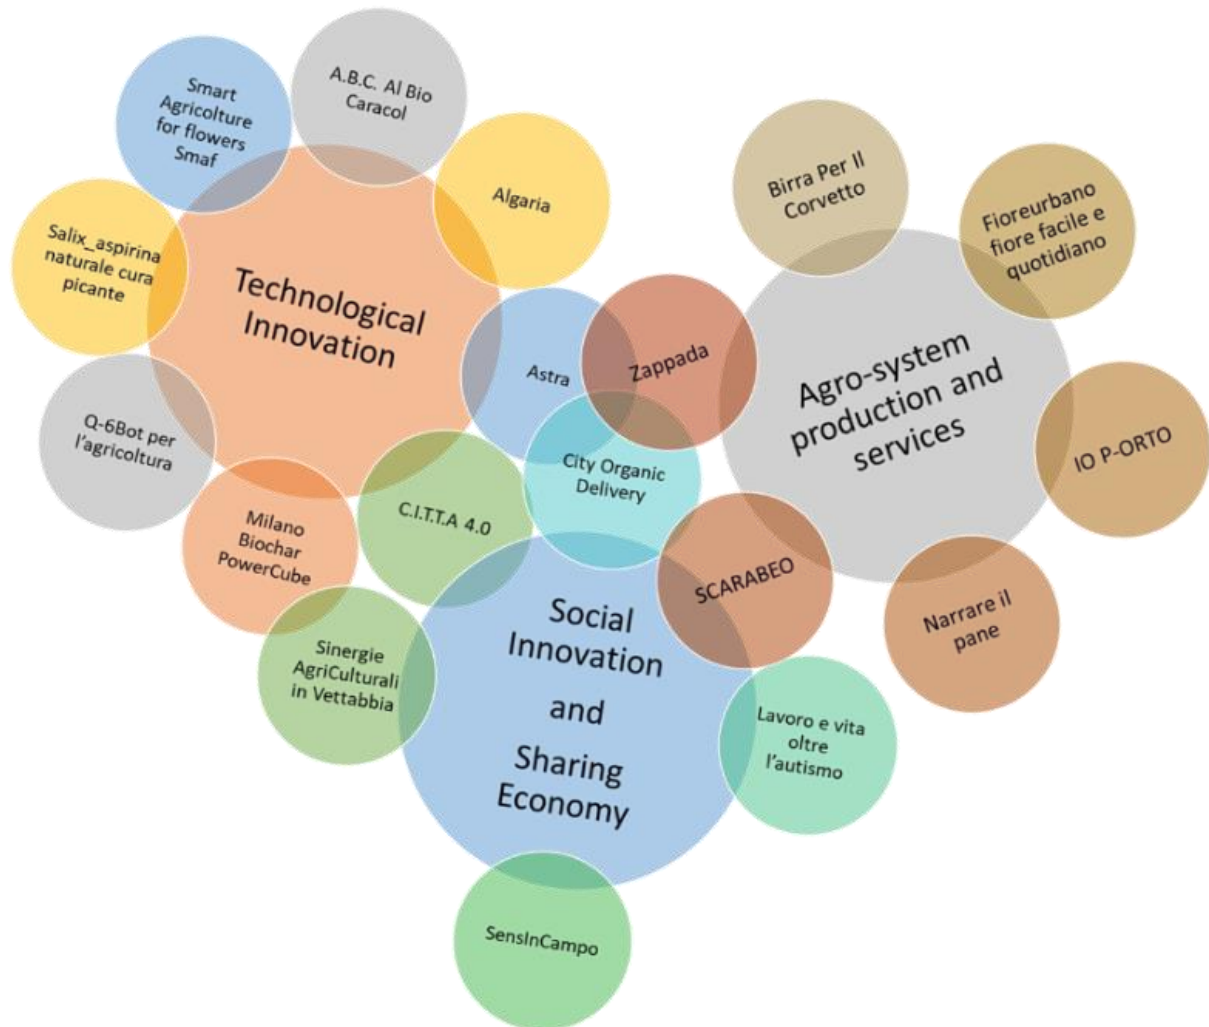 Smart
Agricolture
for flowers
Smaf
A.B.C. Al Bio
Caracol
Algaria
Salix_aspirina
naturale cura
picante
Technological
Innovation
Q-6Bot per
l'agricoltura
Milano
Biochar
PowerCube
C.I.T.T.A 4.0
Astra
Zappada
City Organic
Delivery
Birra Per Il
Corvetto
Fioreurbano
fiore facile e
quotidiano
Agro-system
production and
services
IO P-ORTO
Narrare il
pane
SCARABEO
Sinergie
AgriCulturali
in Vettabbia
Social
Innovation
and
Sharing
Economy
Lavoro e vita
oltre
l'autismo
SensInCampo